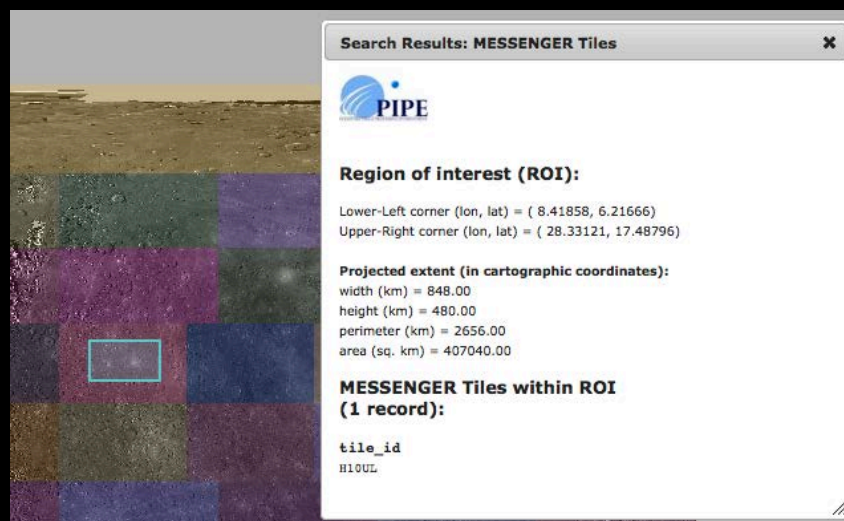 Search Results: MESSENGER Tiles
PIPE
Region of interest (ROI):
Lower-Left corner (lon, lat) = ( 8.41858, 6.21666)
Upper-Right corner (lon, lat) = ( 28.33121, 17.48796)
Projected extent (in cartographic coordinates):
width (km) = 848.00
height (km) = 480.00
perimeter (km) = 2656.00
area (sq. km) = 407040.00
MESSENGER Tiles within ROI
(1 record):
tile_id
H10UL